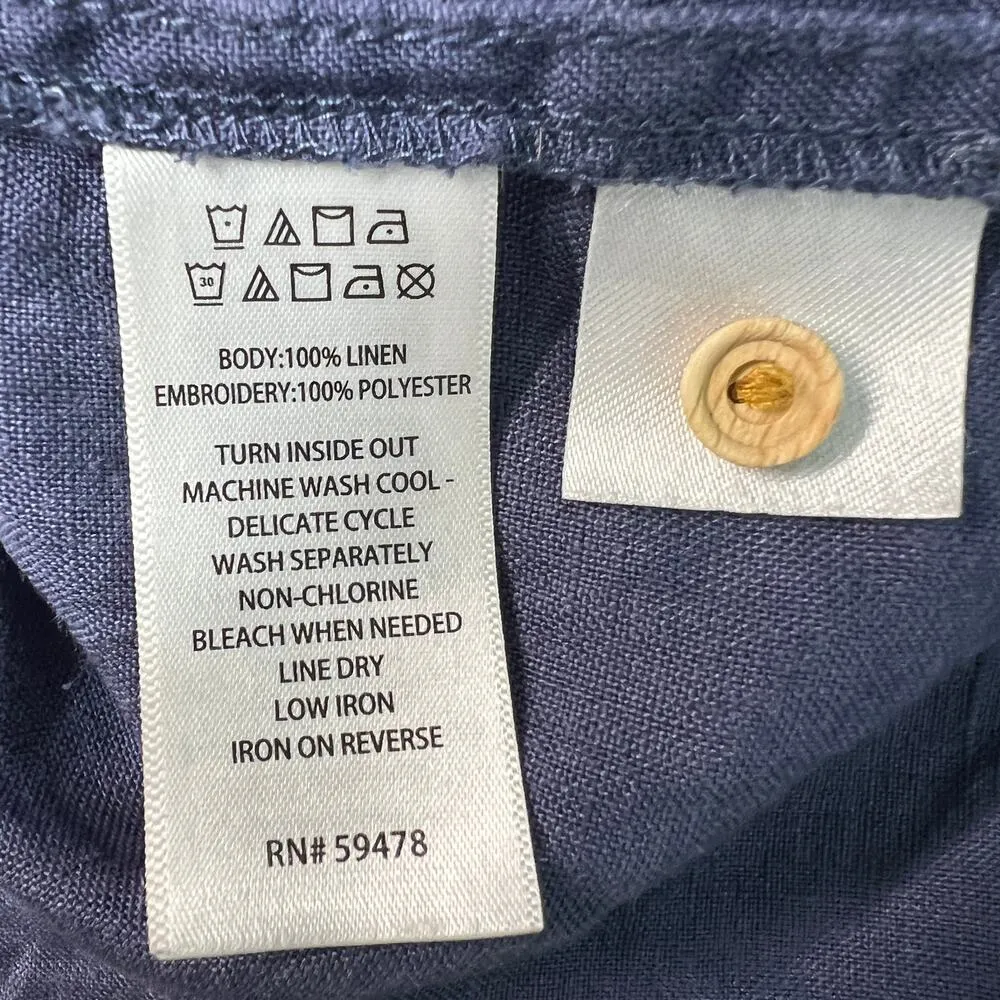 30
BODY:100% LINEN
EMBROIDERY:100% POLYESTER
TURN INSIDE OUT
MACHINE WASH COOL -
DELICATE CYCLE
WASH SEPARATELY
NON-CHLORINE
BLEACH WHEN NEEDED
LINE DRY
LOW IRON
IRON ON REVERSE
RN# 59478